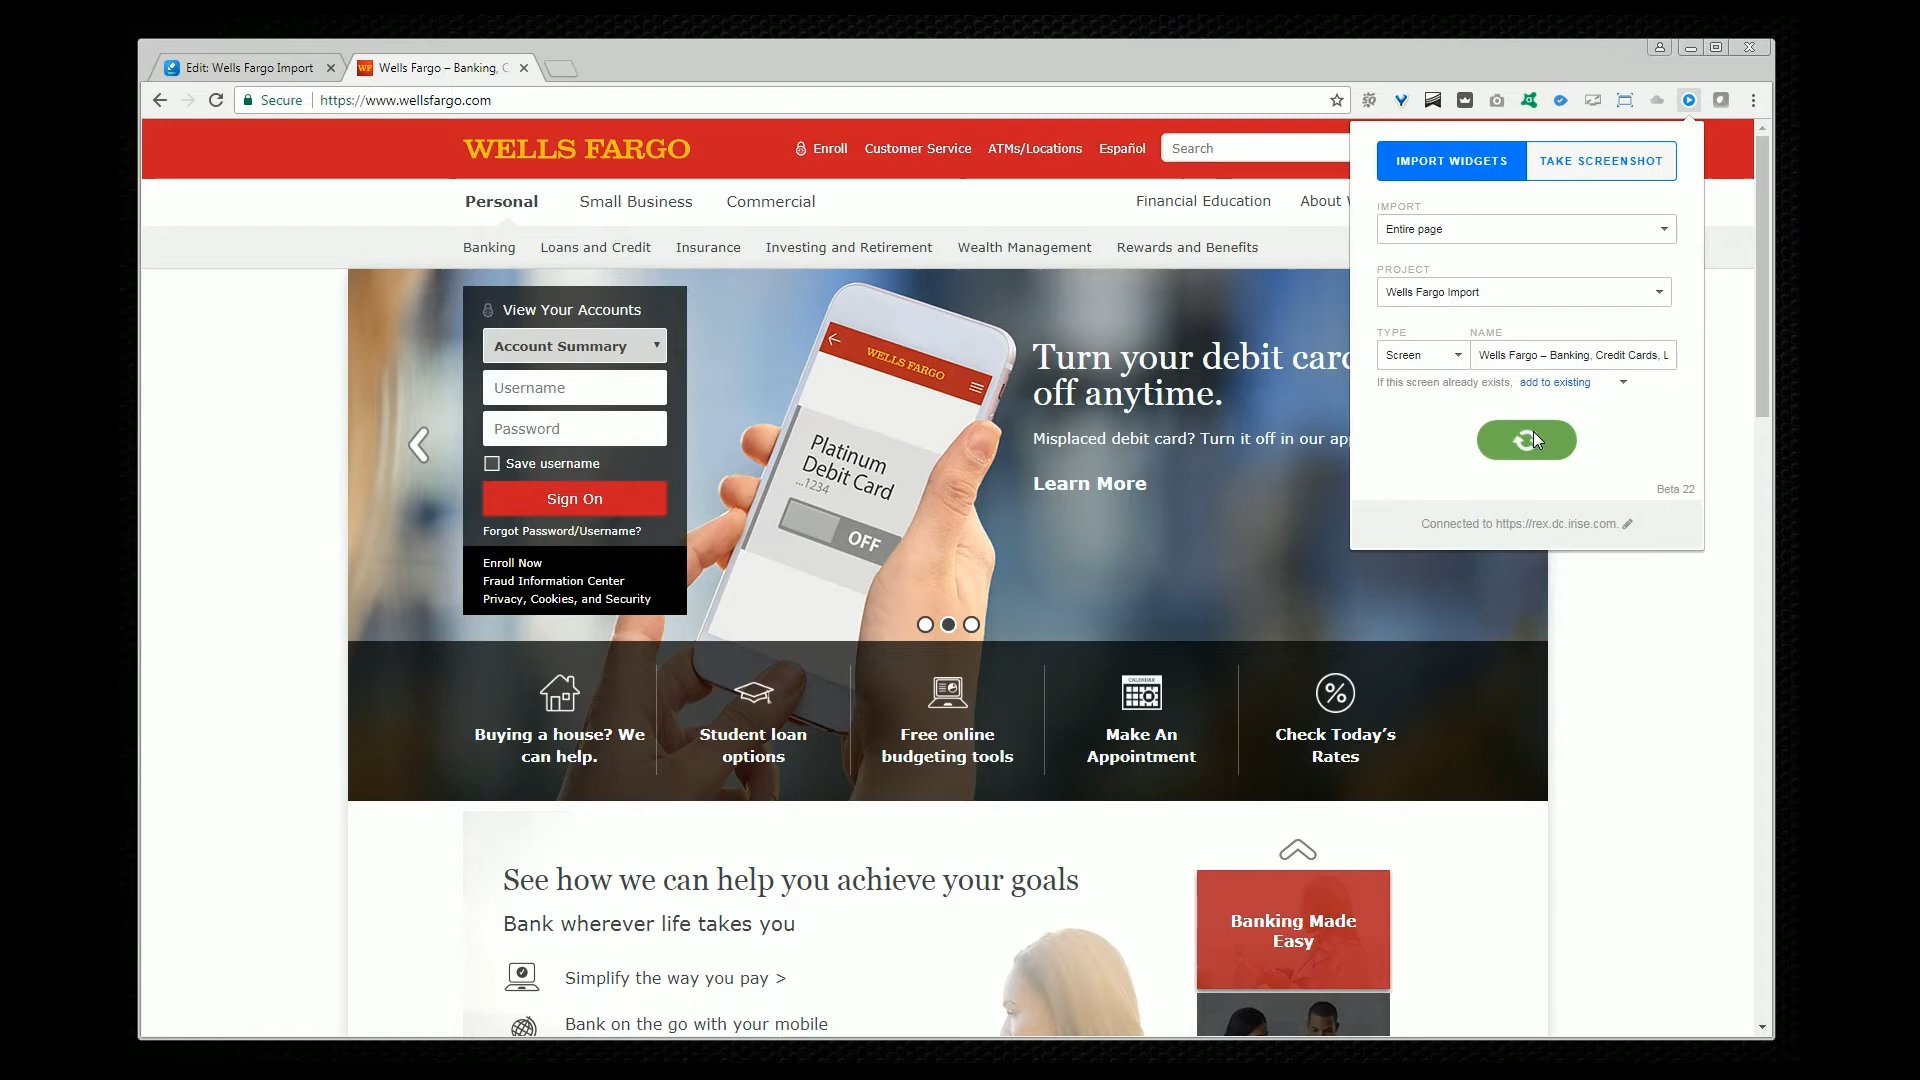 Edit: Wells Fargo Import
Wells Fargo – Banking, C
Secure
https://www.wellsfargo.com
WELLS FARGO
Enroll
Customer Service
ATMs/Locations
Español
Search
Personal
Small Business
Commercial
Financial Education
About
Banking
Loans and Credit
Insurance
Investing and Retirement
Wealth Management
Rewards and Benefits
IMPORT WIDGETS
TAKE SCREENSHOT
IMPORT
Entire page
PROJECT
Wells Fargo Import
TYPE
NAME
Screen
Wells Fargo – Banking, Credit Cards, L
If this screen already exists, add to existing
Beta 22
Connected to https://rex.dc.irise.com.
View Your Accounts
Account Summary
Username
Password
Save username
Sign On
Forgot Password/Username?
Enroll Now
Fraud Information Center
Privacy, Cookies, and Security
WELLS FARGO
Platinum
Debit Card
...1234
OFF
Turn your debit card
off anytime.
Misplaced debit card? Turn it off in our app
Learn More
Buying a house? We
can help.
Student loan
options
Free online
budgeting tools
CALENDAR
Make An
Appointment
Check Today's
Rates
See how we can help you achieve your goals
Bank wherever life takes you
Simplify the way you pay >
Bank on the go with your mobile
Banking Made
Easy